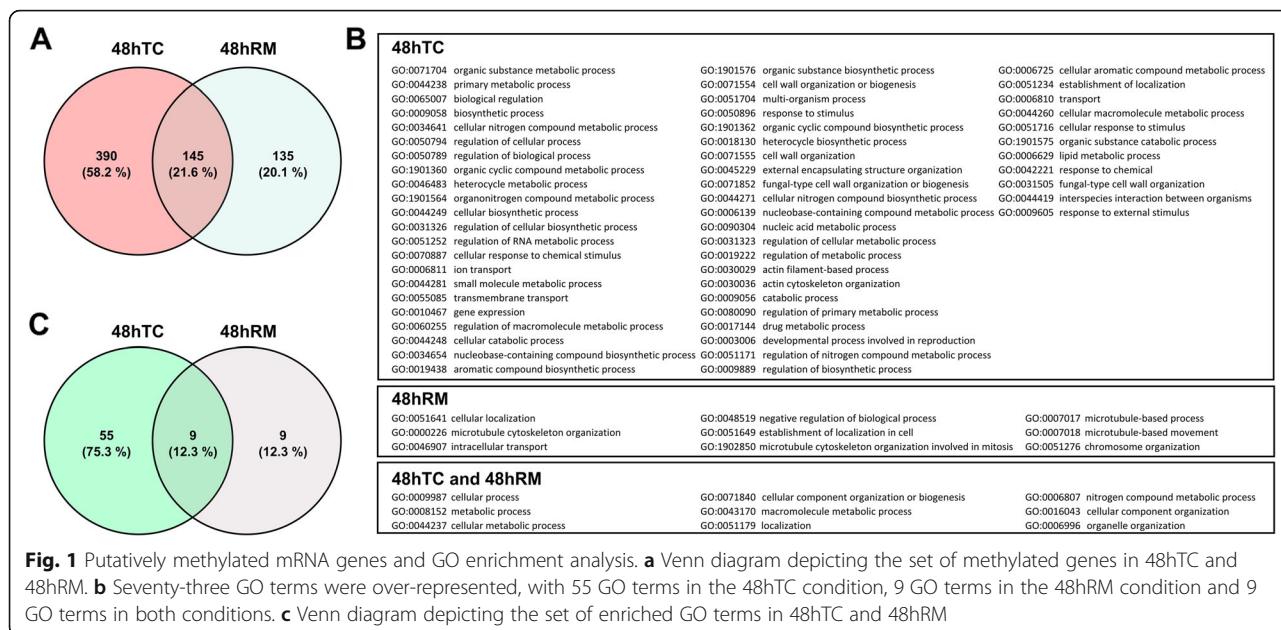 A
48hTC
48hRM
390
(58.2 %)
145
(21.6 %)
135
(20.1 %)
B
48hTC
GO:0071704 organic substance metabolic process
GO:0044238 primary metabolic process
GO:0065007 biological regulation
GO:0009058 biosynthetic process
GO:0034641 cellular nitrogen compound metabolic process
GO:0050794 regulation of cellular process
GO:0050789 regulation of biological process
GO:1901360 organic cyclic compound metabolic process
GO:0046483 heterocycle metabolic process
GO:1901564 organonitrogen compound metabolic process
GO:0044249 cellular biosynthetic process
GO:0031326 regulation of cellular biosynthetic process
GO:0051252 regulation of RNA metabolic process
GO:0070887 cellular response to chemical stimulus
GO:0006811 ion transport
GO:0044281 small molecule metabolic process
GO:0055085 transmembrane transport
GO:0010467 gene expression
GO:0060255 regulation of macromolecule metabolic process
GO:0044248 cellular catabolic process
GO:0034654 nucleobase-containing compound biosynthetic process
GO:0019438 aromatic compound biosynthetic process
GO:1901576 organic substance biosynthetic process
GO:0071554 cell wall organization or biogenesis
GO:0051704 multi-organism process
GO:0050896 response to stimulus
GO:1901362 organic cyclic compound biosynthetic process
GO:0018130 heterocycle biosynthetic process
GO:0071555 cell wall organization
GO:0045229 external encapsulating structure organization
GO:0071852 fungal-type cell wall organization or biogenesis
GO:0044271 cellular nitrogen compound biosynthetic process
GO:0006139 nucleobase-containing compound metabolic process
GO:0090304 nucleic acid metabolic process
GO:0031323 regulation of cellular metabolic process
GO:0019222 regulation of metabolic process
GO:0030029 actin filament-based process
GO:0030036 actin cytoskeleton organization
GO:0009056 catabolic process
GO:0080090 regulation of primary metabolic process
GO:0017144 drug metabolic process
GO:0003006 developmental process involved in reproduction
GO:0051171 regulation of nitrogen compound metabolic process
GO:0009889 regulation of biosynthetic process
GO:0006725 cellular aromatic compound metabolic process
GO:0051234 establishment of localization
GO:0006810 transport
GO:0044260 cellular macromolecule metabolic process
GO:0051716 cellular response to stimulus
GO:1901575 organic substance catabolic process
GO:0006629 lipid metabolic process
GO:0042221 response to chemical
GO:0031505 fungal-type cell wall organization
GO:0044419 interspecies interaction between organisms
GO:0009605 response to external stimulus
C
48hTC
48hRM
55
(75.3 %)
9
(12.3 %)
9
(12.3 %)
48hRM
GO:0051641 cellular localization
GO:0000226 microtubule cytoskeleton organization
GO:0046907 intracellular transport
GO:0048519 negative regulation of biological process
GO:0051649 establishment of localization in cell
GO:1902850 microtubule cytoskeleton organization involved in mitosis
GO:0007017 microtubule-based process
GO:0007018 microtubule-based movement
GO:0051276 chromosome organization
48hTC and 48hRM
GO:0009987 cellular process
GO:0008152 metabolic process
GO:0044237 cellular metabolic process
GO:0071840 cellular component organization or biogenesis
GO:0043170 macromolecule metabolic process
GO:0051179 localization
GO:0006807 nitrogen compound metabolic process
GO:0016043 cellular component organization
GO:0006996 organelle organization
Fig. 1 Putatively methylated mRNA genes and GO enrichment analysis. a Venn diagram depicting the set of methylated genes in 48hTC and
48hRM. b Seventy-three GO terms were over-represented, with 55 GO terms in the 48hTC condition, 9 GO terms in the 48hRM condition and 9
GO terms in both conditions. c Venn diagram depicting the set of enriched GO terms in 48hTC and 48hRM